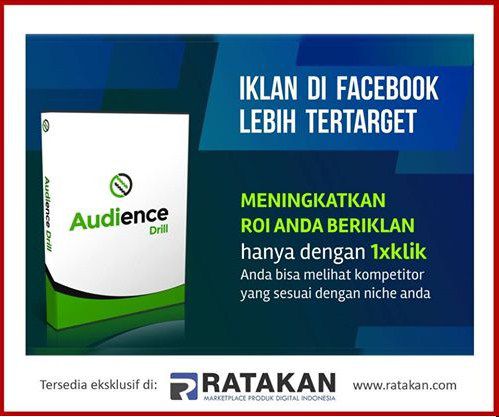 IKLAN DI FACEBOOK
LEBIH TERTARGET
Audience Drill
Audience
Drill
MENINGKATKAN
ROI ANDA BERIKLAN
hanya dengan 1xklik
Anda bisa melihat kompetitor
yang sesuai dengan niche anda
Tersedia eksklusif di:
RATAKAN
MARKETPLACE PRODUK DIGITAL INDONESIA
www.ratakan.com